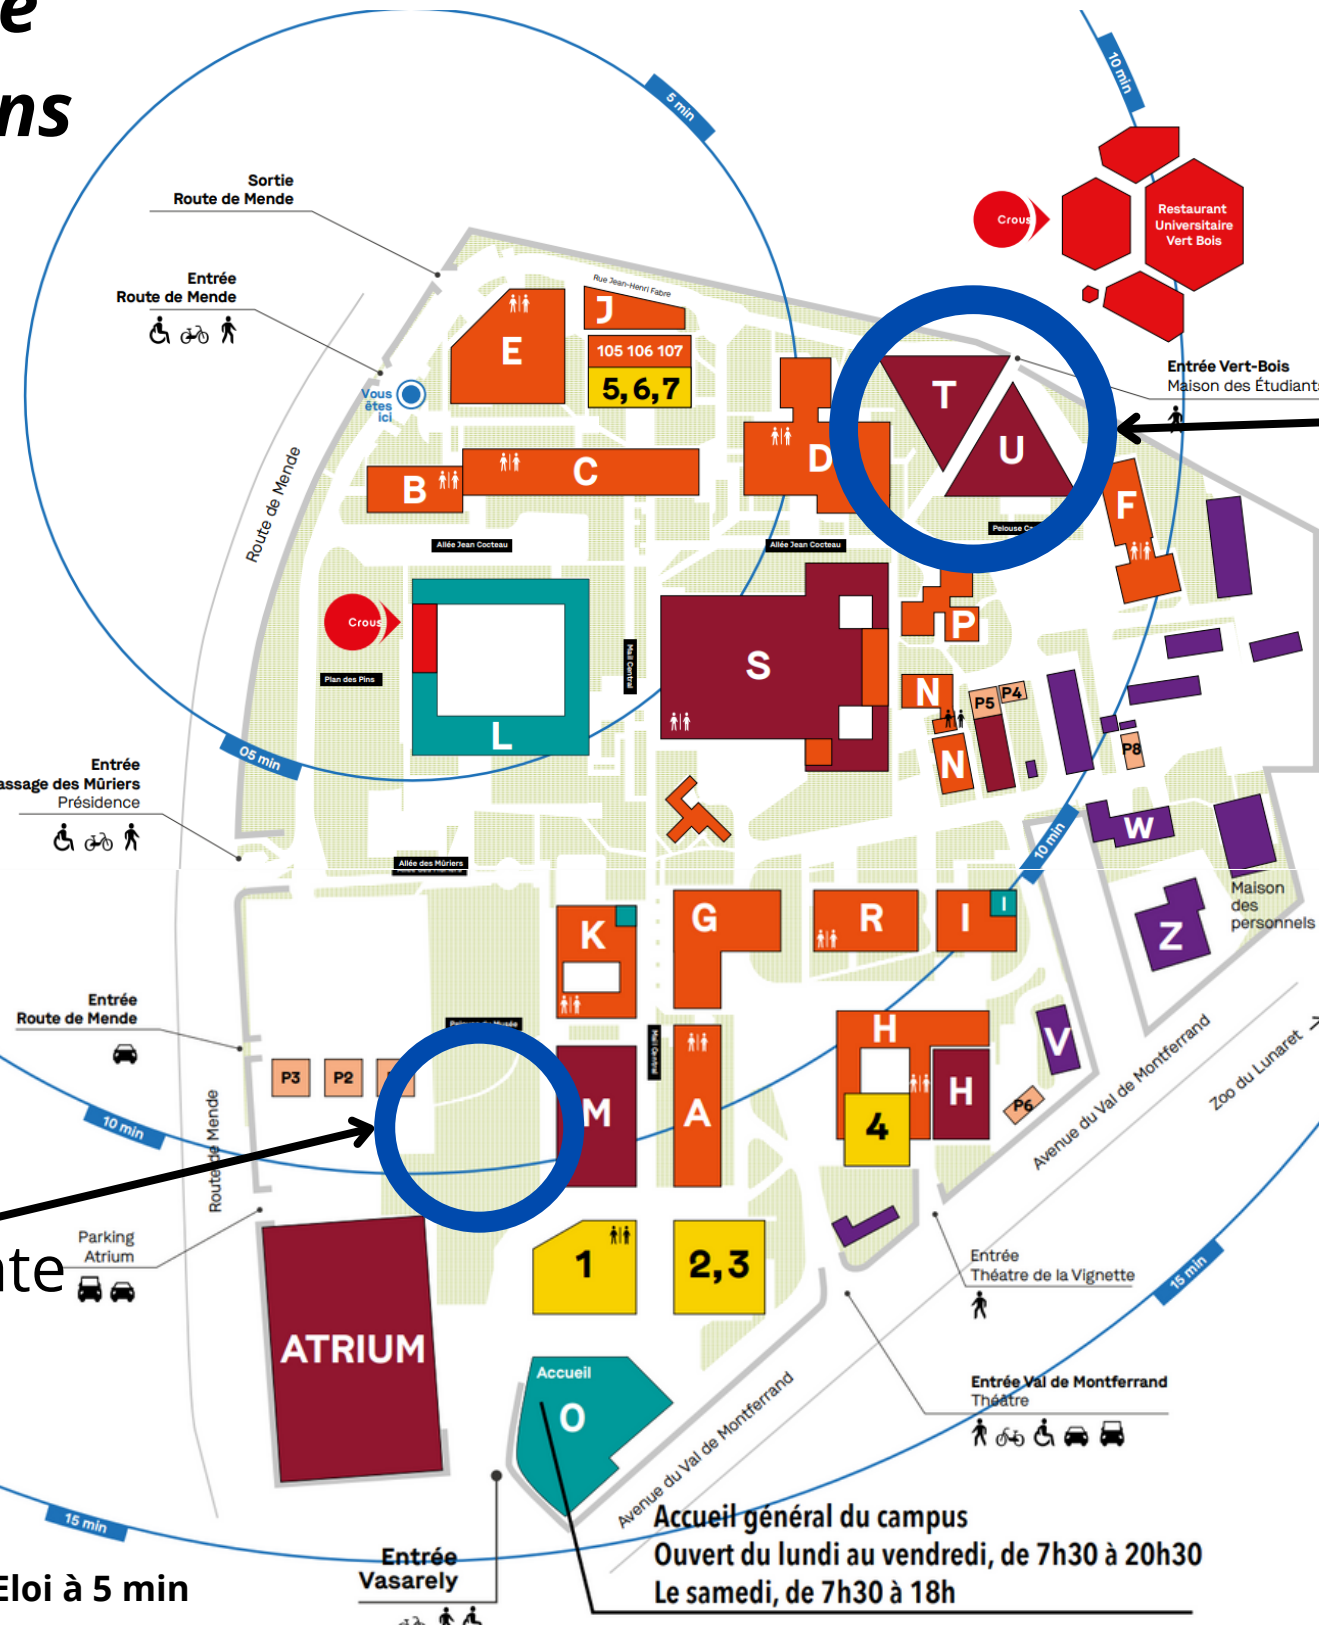 e
ns
10 min
5 min
Sortie
Route de Mende
Crous
Restaurant
Universitaire
Vert Bois
Entrée
Route de Mende
Rue Jean-Henri Fabre
J
E
105 106 107
5, 6, 7
Vous
êtes
ici
T
U
Entrée Vert-Bois
Maison des Étudiants
D
C
B
F
Route de Mende
Allée Jean Cocteau
Allée Jean Cocteau
Crous
Plan des Pins
L
Mail Central
S
P
N
P5
P4
N
P8
05 min
Entrée
assage des Mûriers
Présidence
W
10 min
Allée des Mûriers
Maison
des
personnels
K
G
R
I
I
Z
Entrée
Route de Mende
Mail Central
H
V
P3
P2
M
A
4
H
P6
10 min
Route de Mende
Avenue du Val de Montferrand
Zoo du Lunaret
Parking
Atrium
nte
1
2, 3
Entrée
Théatre de la Vignette
15 min
ATRIUM
Accueil
O
Entrée Val de Montferrand
Théâtre
Avenue du Val de Montferrand
15 min
Accueil général du campus
Ouvert du lundi au vendredi, de 7h30 à 20h30
Le samedi, de 7h30 à 18h
Entrée
Vasarely
Eloi à 5 min